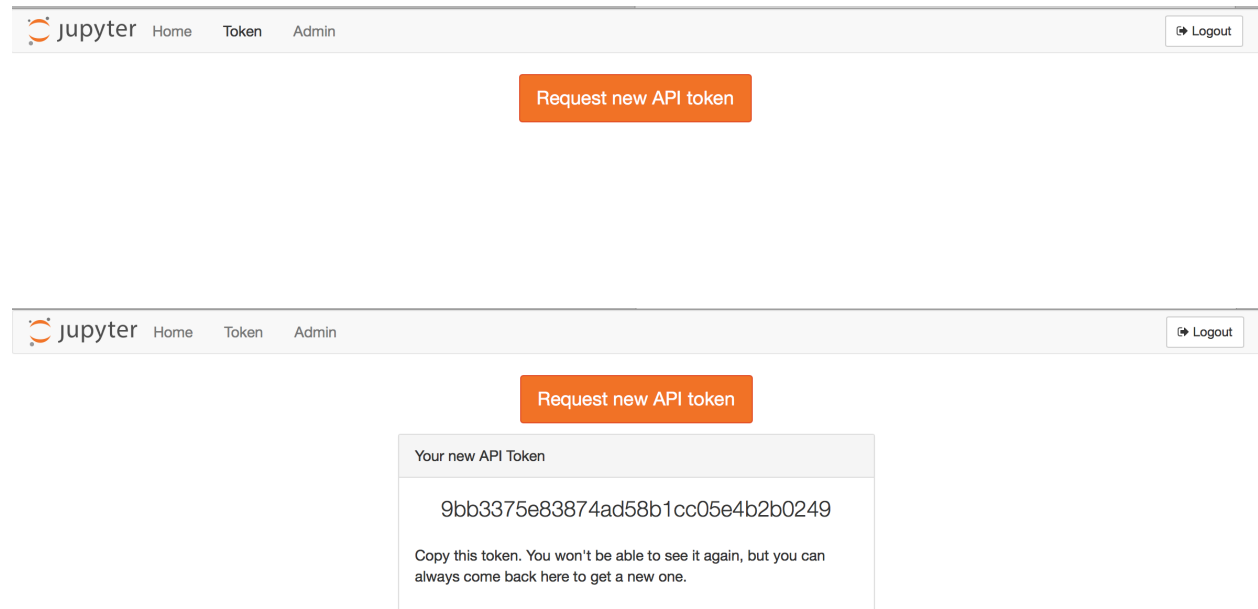 jupyter Home Token Admin Logout
Request new API token
jupyter Home Token Admin Logout
Request new API token
Your new API Token
9bb3375e83874ad58b1cc05e4b2b0249
Copy this token. You won't be able to see it again, but you can
always come back here to get a new one.